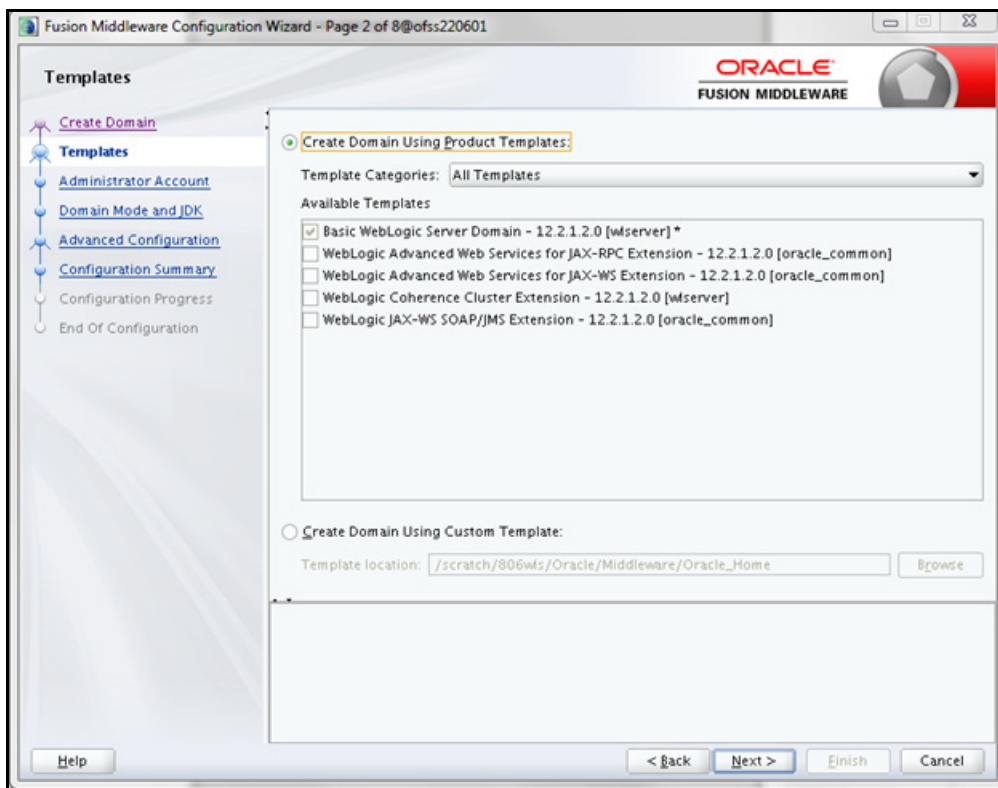 Fusion Middleware Configuration Wizard - Page 2 of 8@ofss220601
Templates
ORACLE
FUSION MIDDLEWARE
Create Domain
Templates
Administrator Account
Domain Mode and JDK
Advanced Configuration
Configuration Summary
Configuration Progress
End Of Configuration
Create Domain Using Product Templates:
Template Categories: All Templates
Available Templates
Basic WebLogic Server Domain - 12.2.1.2.0 [wlserver] *
WebLogic Advanced Web Services for JAX-RPC Extension - 12.2.1.2.0 [oracle_common]
WebLogic Advanced Web Services for JAX-WS Extension - 12.2.1.2.0 [oracle_common]
WebLogic Coherence Cluster Extension - 12.2.1.2.0 [wlserver]
WebLogic JAX-WS SOAP/JMS Extension - 12.2.1.2.0 [oracle_common]
Create Domain Using Custom Template:
Template location: /scratch/806wls/Oracle/Middleware/Oracle_Home Browse
Help < Back Next > Finish Cancel